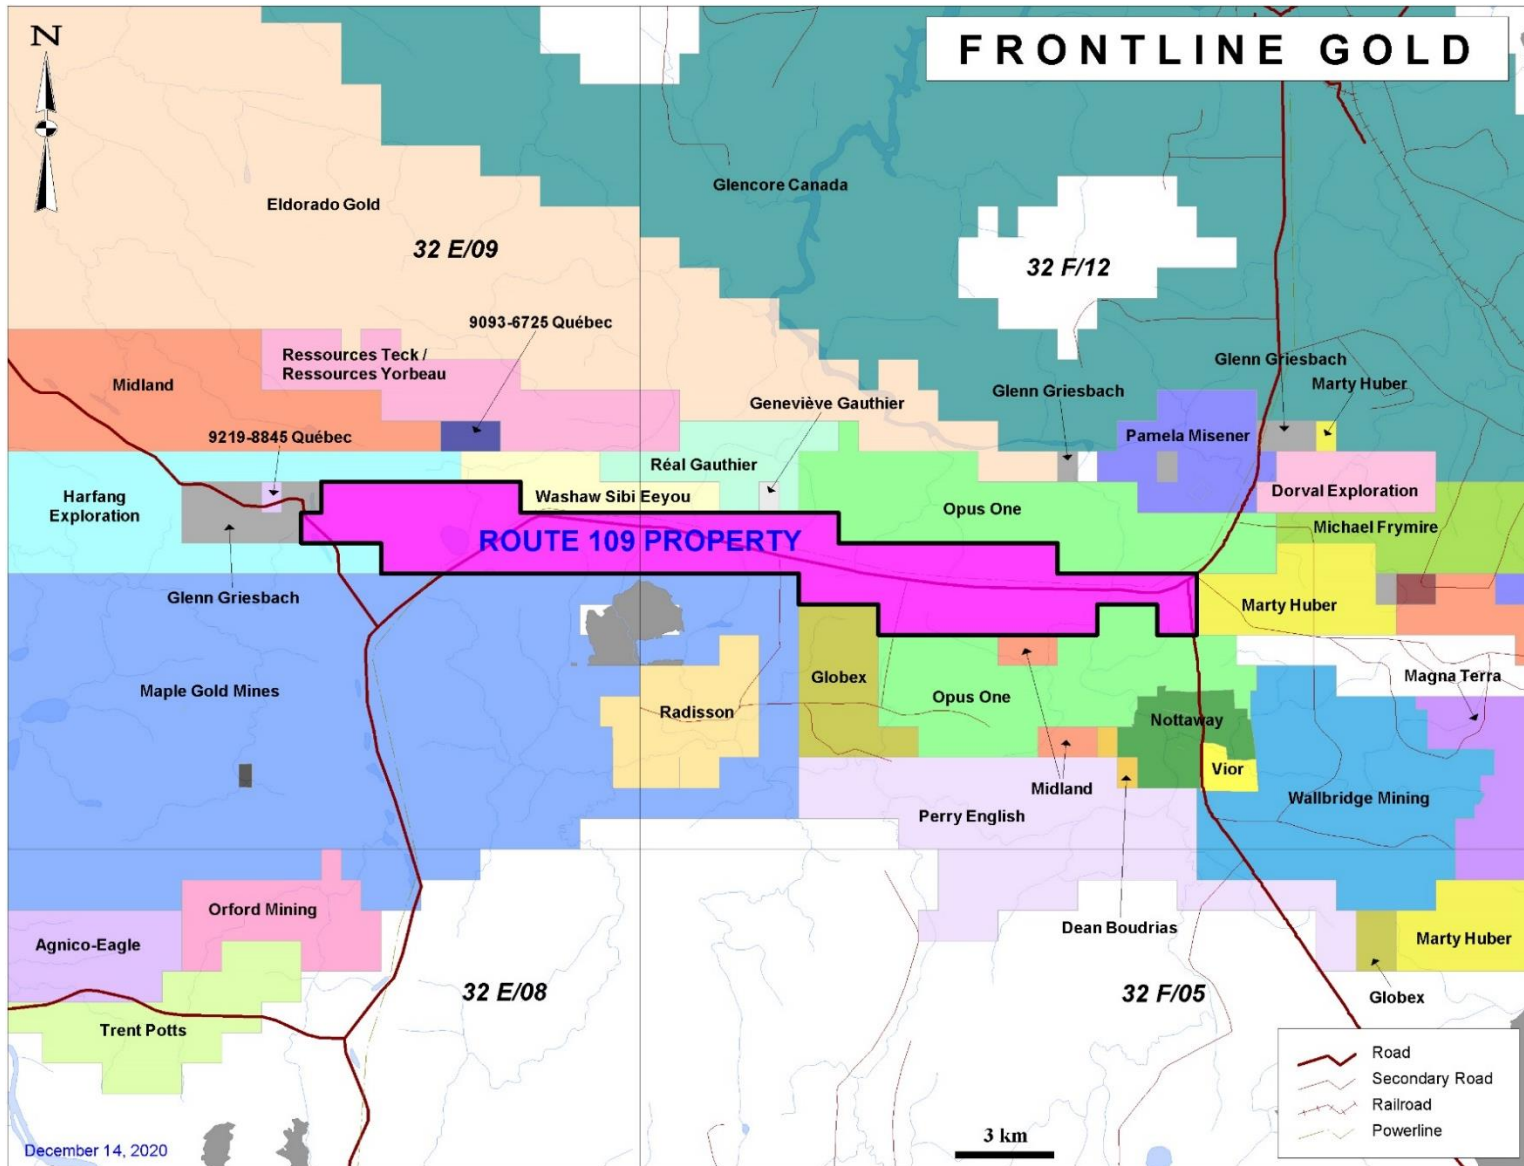 N
FRONTLINE GOLD
Glencore Canada
Eldorado Gold
32 E/09
32 F/12
9093-6725 Québec
Ressources Teck /
Ressources Yorbeau
Glenn Griesbach
Marty Huber
Midland
Glenn Griesbach
Geneviève Gauthier
9219-8845 Québec
Pamela Misener
Réal Gauthier
Dorval Exploration
Harfang
Exploration
Washaw Sibi Eeyou
Opus One
Michael Frymire
ROUTE 109 PROPERTY
Glenn Griesbach
Marty Huber
Maple Gold Mines
Globex
Magna Terra
Radisson
Opus One
Nottaway
Vior
Midland
Wallbridge Mining
Perry English
Orford Mining
Dean Boudrias
Agnico-Eagle
Marty Huber
32 E/08
32 F/05
Globex
Trent Potts
Road
Secondary Road
Railroad
Powerline
3 km
December 14, 2020